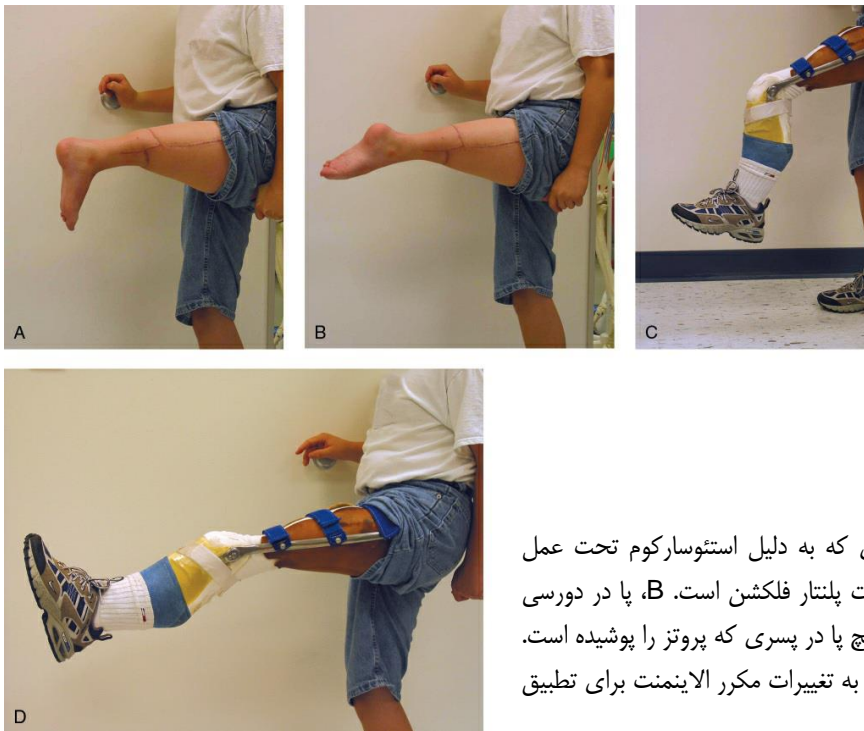 A
B
C
D
که به دلیل استئوسارکوم تحت عمل
پلنتار فلکشن است. B، پا در دورسی
پا در پسری که پروتز را پوشیده است.
به تغییرات مکرر الاینمنت برای تطبیق